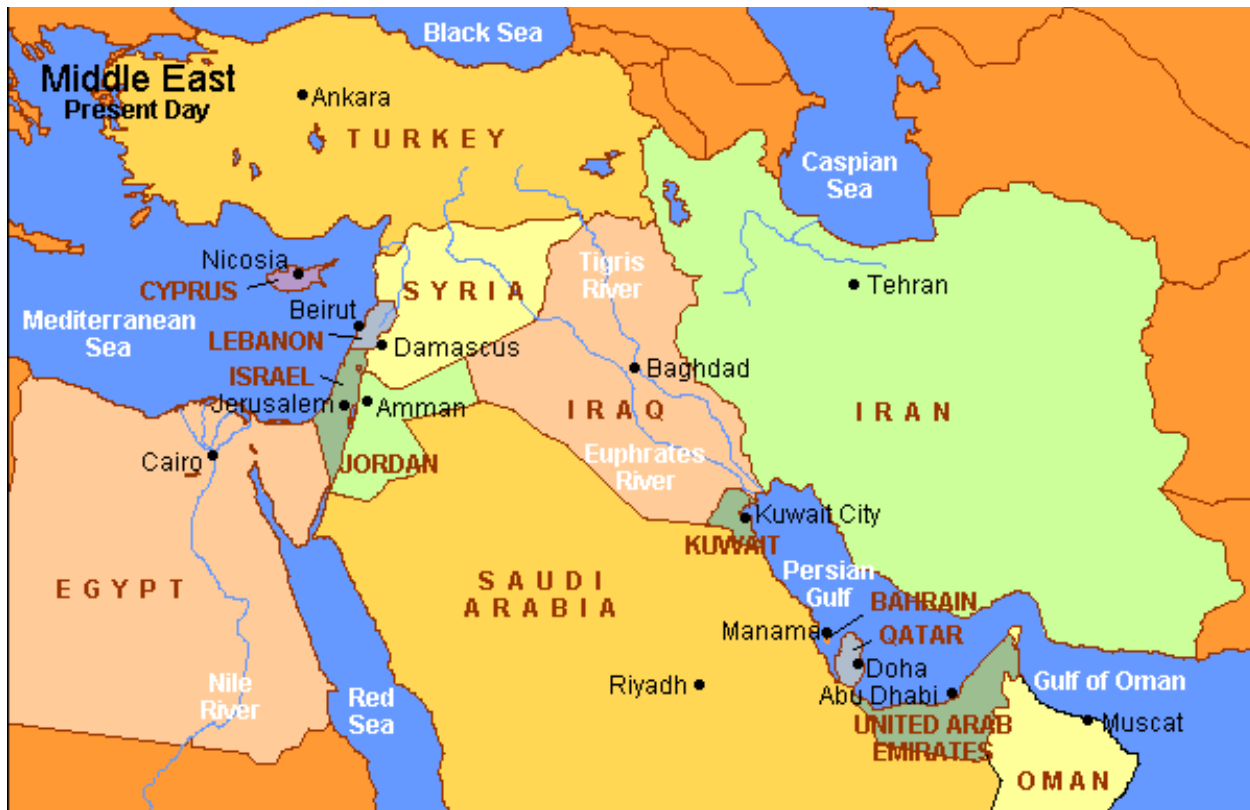 Black Sea
Middle East
Present Day
Ankara
TURKEY
Caspian
Sea
Nicosia
CYPRUS
SYRIA
Tigris
River
Tehran
Mediterranean
Sea
Beirut
LEBANON
Damascus
ISRAEL
Baghdad
Jerusalem
Amman
IRAQ
IRAN
Cairo
JORDAN
Euphrates
River
Kuwait City
KUWAIT
EGYPT
SAUDI
ARABIA
Persian
Gulf
BAHRAIN
Manama
QATAR
Doha
Nile
River
Red
Sea
Riyadh
Abu Dhabi
Gulf of Oman
UNITED ARAB
EMIRATES
Muscat
OMAN